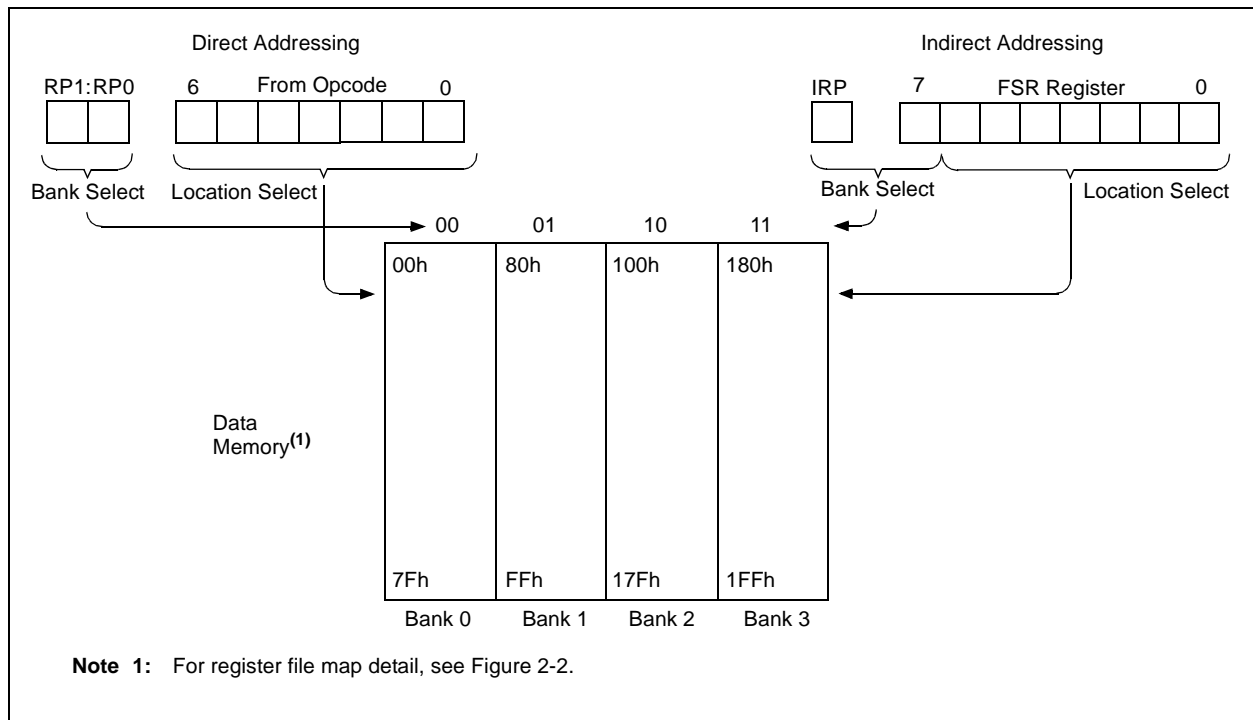 Direct Addressing
Indirect Addressing
RP1:RP0
6
From Opcode
0
IRP
7
FSR Register
0
Bank Select
Location Select
Bank Select
Location Select
00
01
10
11
00h
80h
100h
180h
Data
Memory(1)
7Fh
FFh
17Fh
1FFh
Bank 0
Bank 1
Bank 2
Bank 3
Note 1: For register file map detail, see Figure 2-2.